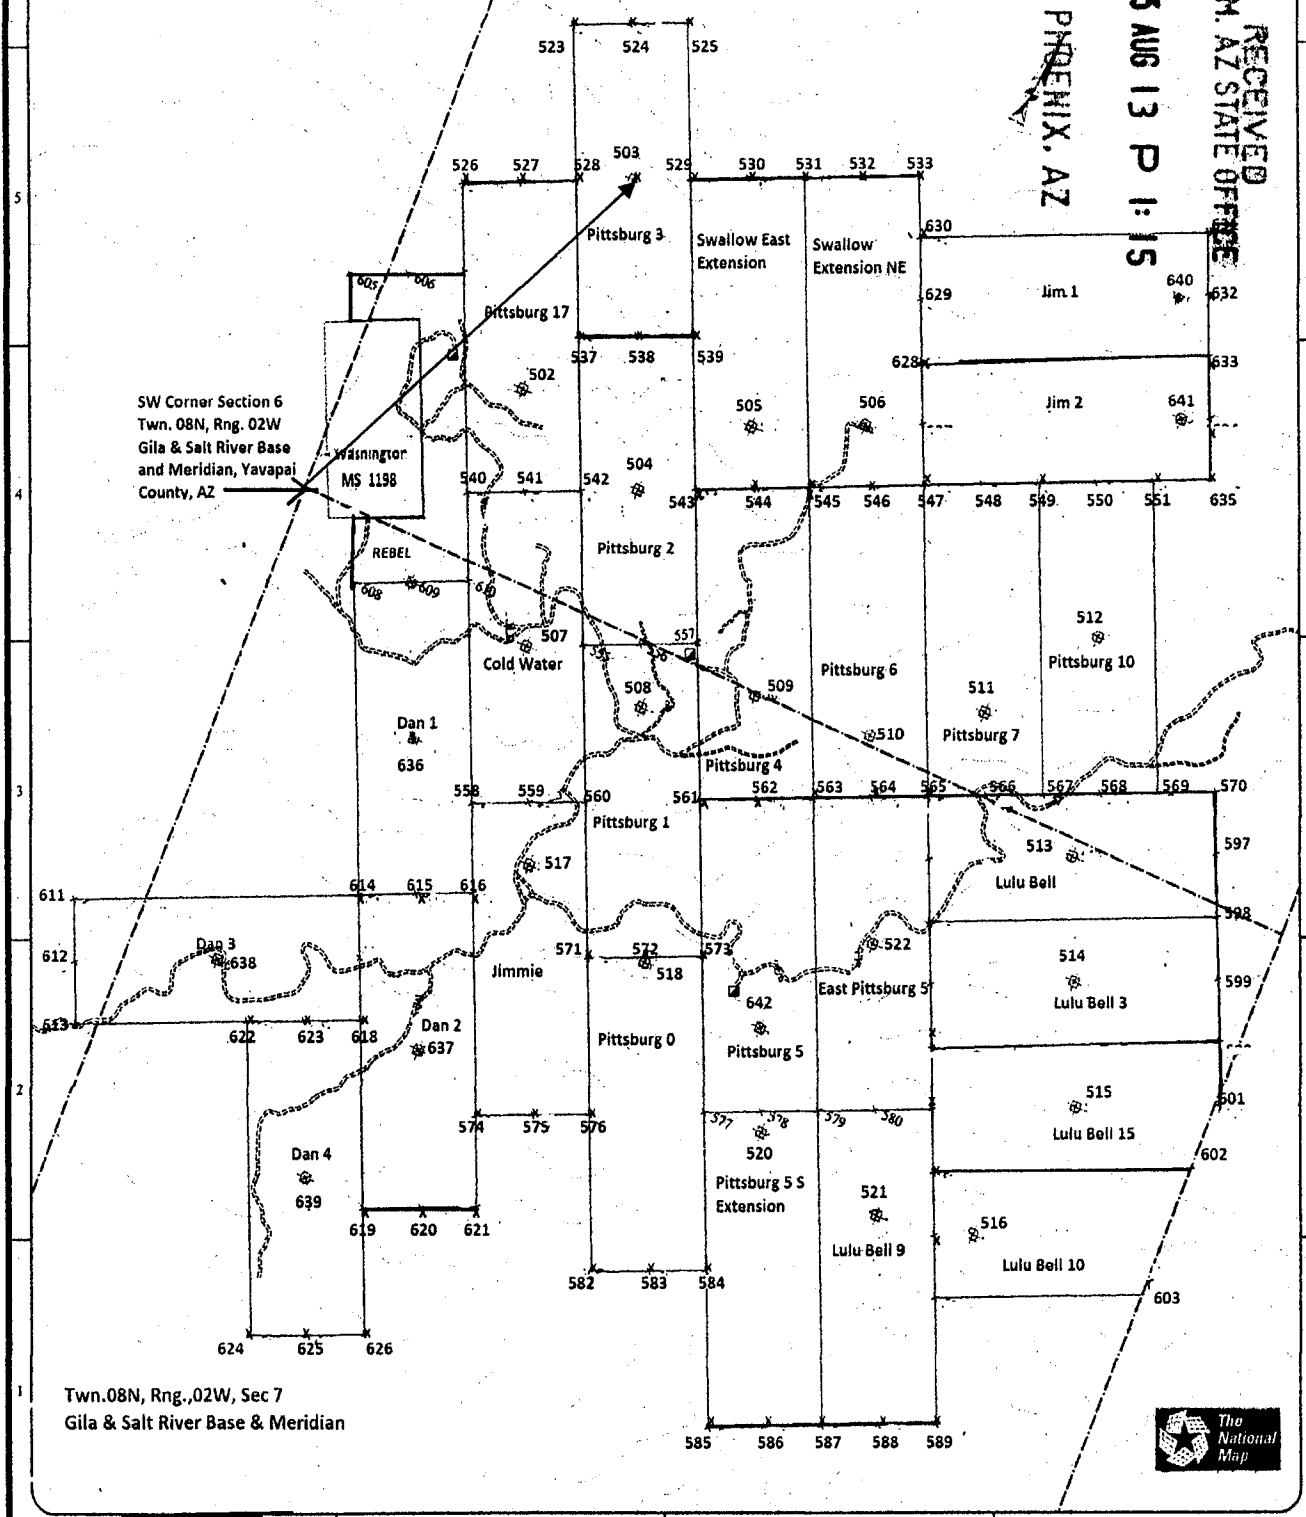 523 524 525
RECEIVED
AZ STATE OFFICE
AUG 13 P 1:15
PHOENIX, AZ
503
526 527 528 529 530 531 532 533
5
Pittsburg 3
Swallow East
Extension
Swallow
Extension NE
630
629
Jim 1
640
632
605 606
Pittsburg 17
537 538 539
628
633
502
505
506
Jim 2
641
SW Corner Section 6
Twn. 08N, Rng. 02W
Gila & Salt River Base
and Meridian, Yavapai
County, AZ
Washington
MS 1198
504
4
540 541 542 543 544 545 546 547 548 549 550 551 635
REBEL
Pittsburg 2
608 609 610
507
Cold Water
557
512
Pittsburg 10
Pittsburg 6
508
509
511
Pittsburg 7
510
Dan 1
636
Pittsburg 4
3
558 559 560 561 562 563 564 565 566 567 568 569 570
Pittsburg 1
597
513
Lulu Bell
517
611 614 615 616
598
612
Dan 3
638
571 572 573
518
522
514
599
Lulu Bell 3
Jimmie
642
East Pittsburg 5
613
622 623 618
Dan 2
637
Pittsburg 0
Pittsburg 5
2
515
601
Lulu Bell 15
574 575 576 577 578 579 580
520
602
Dan 4
639
Pittsburg 5 S
Extension
521
Lulu Bell 9
516
Lulu Bell 10
619 620 621
582 583 584
603
624 625 626
1
Twn.08N, Rng.,02W, Sec 7
Gila & Salt River Base & Meridian
585 586 587 588 589
The
National
Map